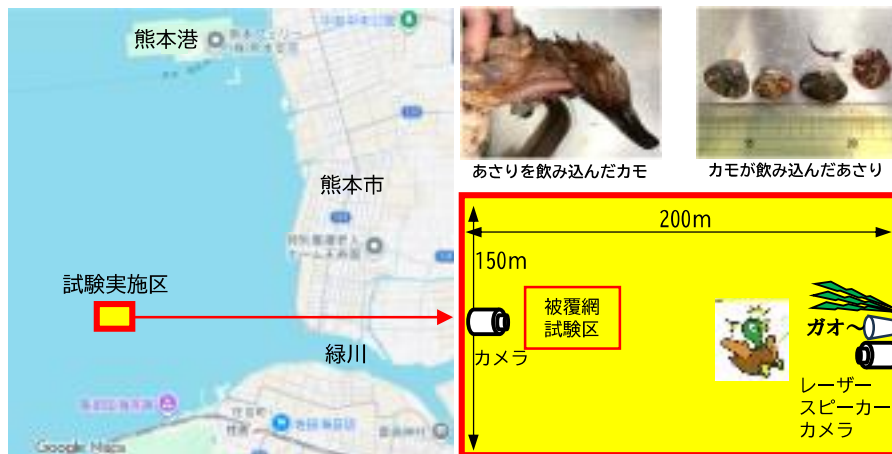 熊本港
熊本市
試験実施区
緑川
Google Maps
あさりを飲み込んだカモ
カモが飲み込んだあさり
200m
150m
被覆網
試験区
カメラ
ガオ～
レーザー
スピーカー
カメラ